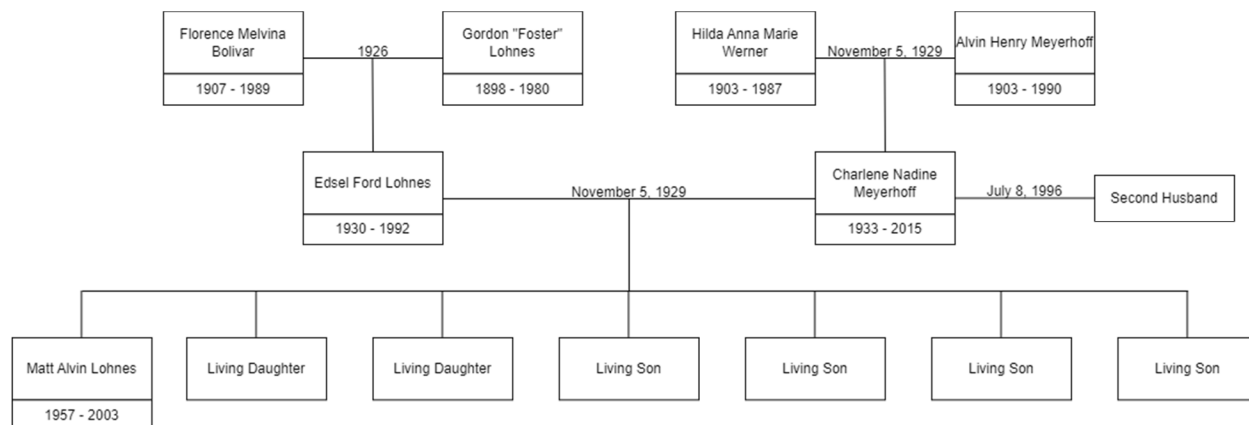 Florence Melvina
Bolivar
1907 - 1989
1926
Gordon "Foster"
Lohnes
1898 - 1980
Hilda Anna Marie
Werner
1903 - 1987
November 5, 1929
Alvin Henry Meyerhoff
1903 - 1990
Edsel Ford Lohnes
1930 - 1992
November 5, 1929
Charlene Nadine
Meyerhoff
1933 - 2015
July 8, 1996
Second Husband
Matt Alvin Lohnes
1957 - 2003
Living Daughter
Living Daughter
Living Son
Living Son
Living Son
Living Son